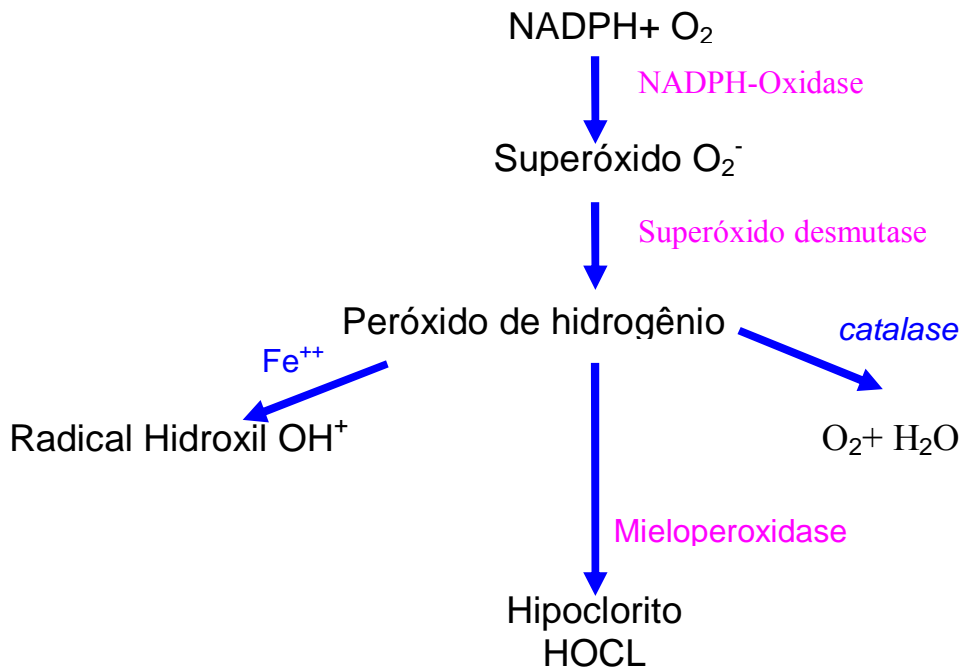 NADPH+ O₂
NADPH-Oxidase
Superóxido O₂⁻
Superóxido desmutase
Peróxido de hidrogênio
catalase
Fe⁺⁺
Radical Hidroxil OH⁺
O₂+ H₂O
Mieloperoxidase
Hipoclorito
HOCL